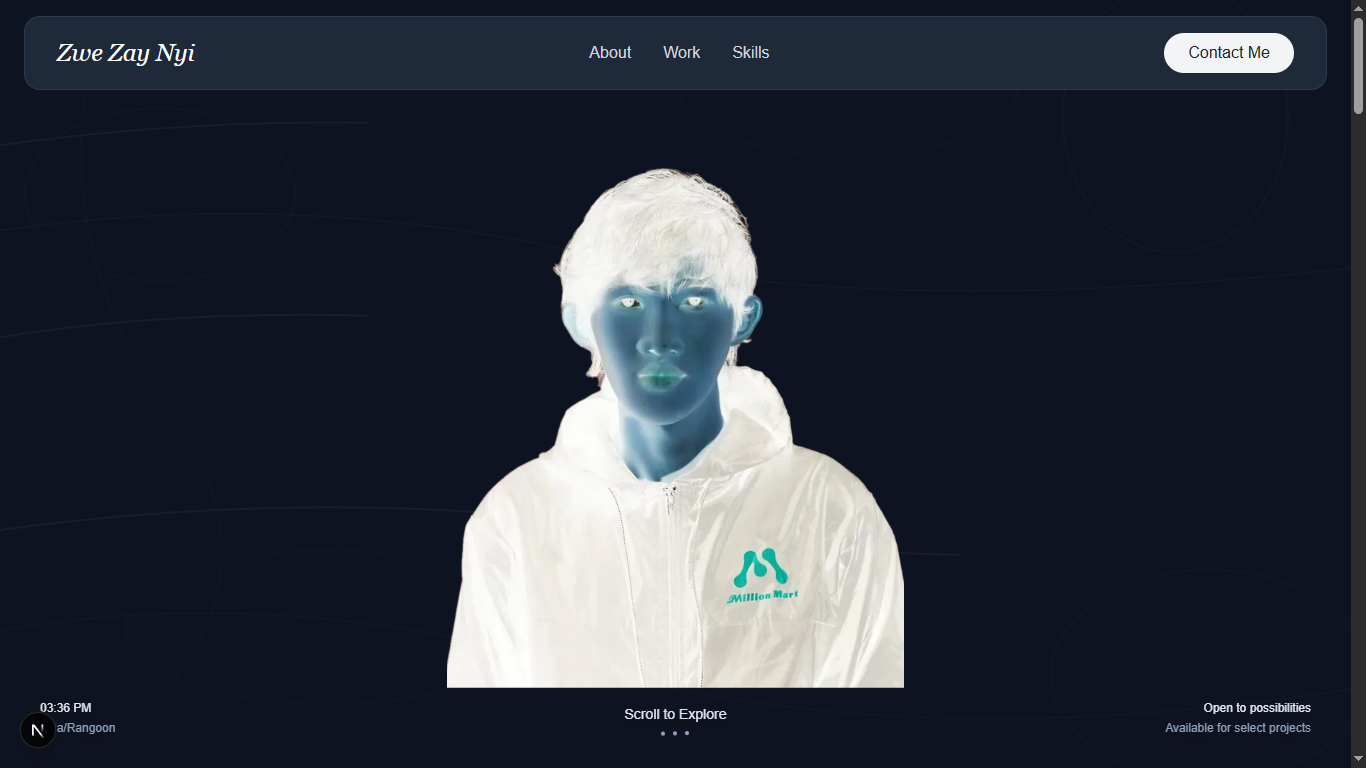 Zwe Zay Nyi
About
Work
Skills
Contact Me
Million Mart
03:36 PM
a/Rangoon
Scroll to Explore
Open to possibilities
Available for select projects
N